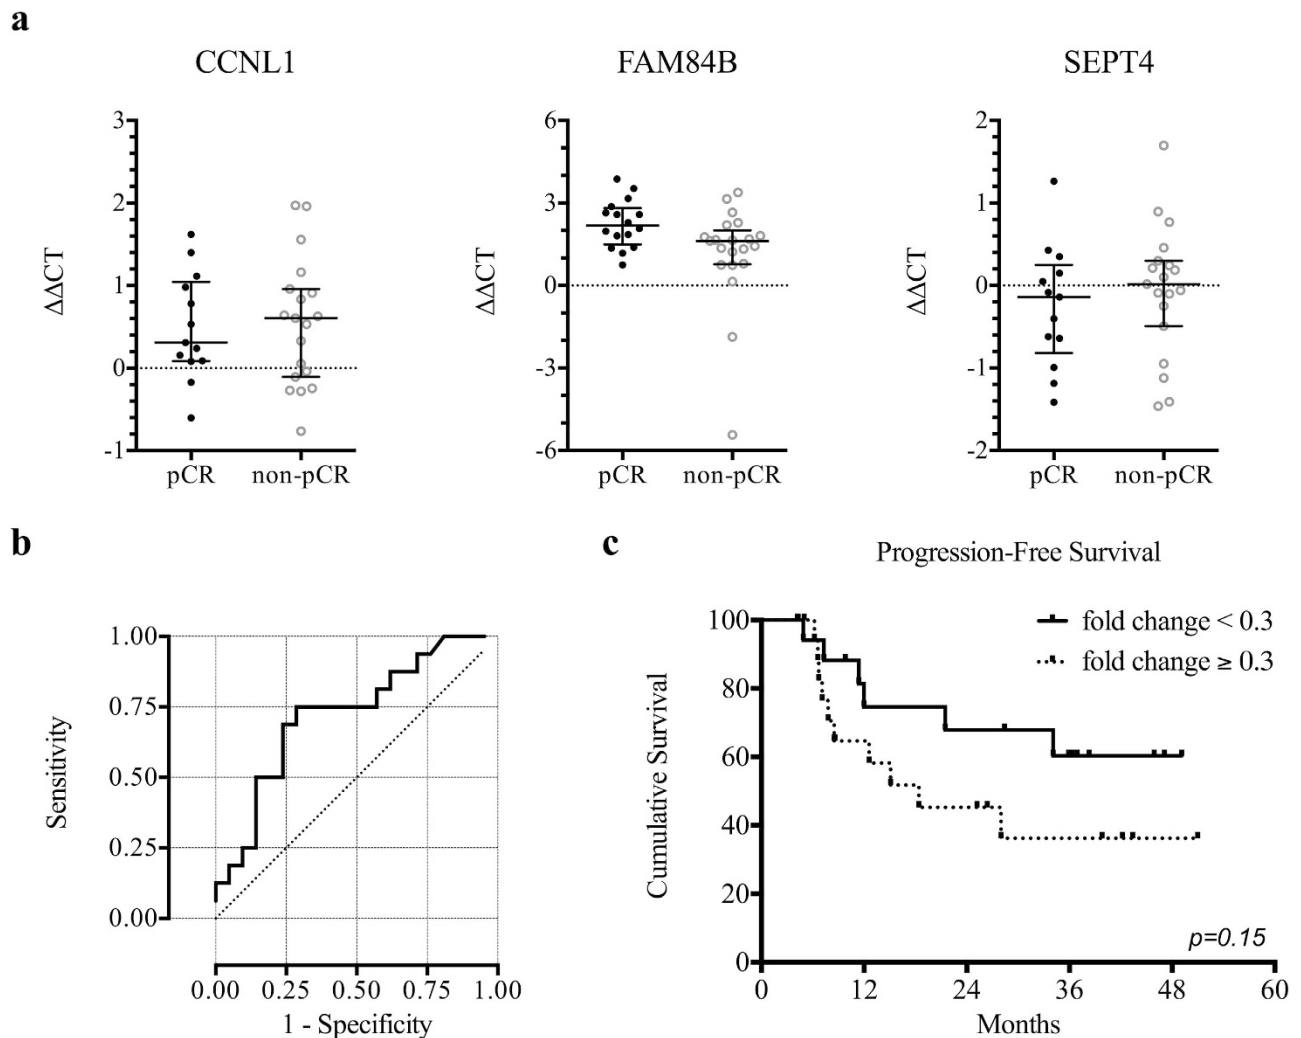 a
CCNL1
FAM84B
SEPT4
3
2
1
0
-1
ΔΔCT
pCR
non-pCR
6
3
0
-3
-6
ΔΔCT
pCR
non-pCR
2
1
0
-1
-2
ΔΔCT
pCR
non-pCR
b
1.00
0.75
0.50
0.25
0.00
Sensitivity
0.00 0.25 0.50 0.75 1.00
1 - Specificity
c
Progression-Free Survival
fold change < 0.3
fold change ≥ 0.3
100
80
60
40
20
0
Cumulative Survival
p=0.15
0 12 24 36 48 60
Months